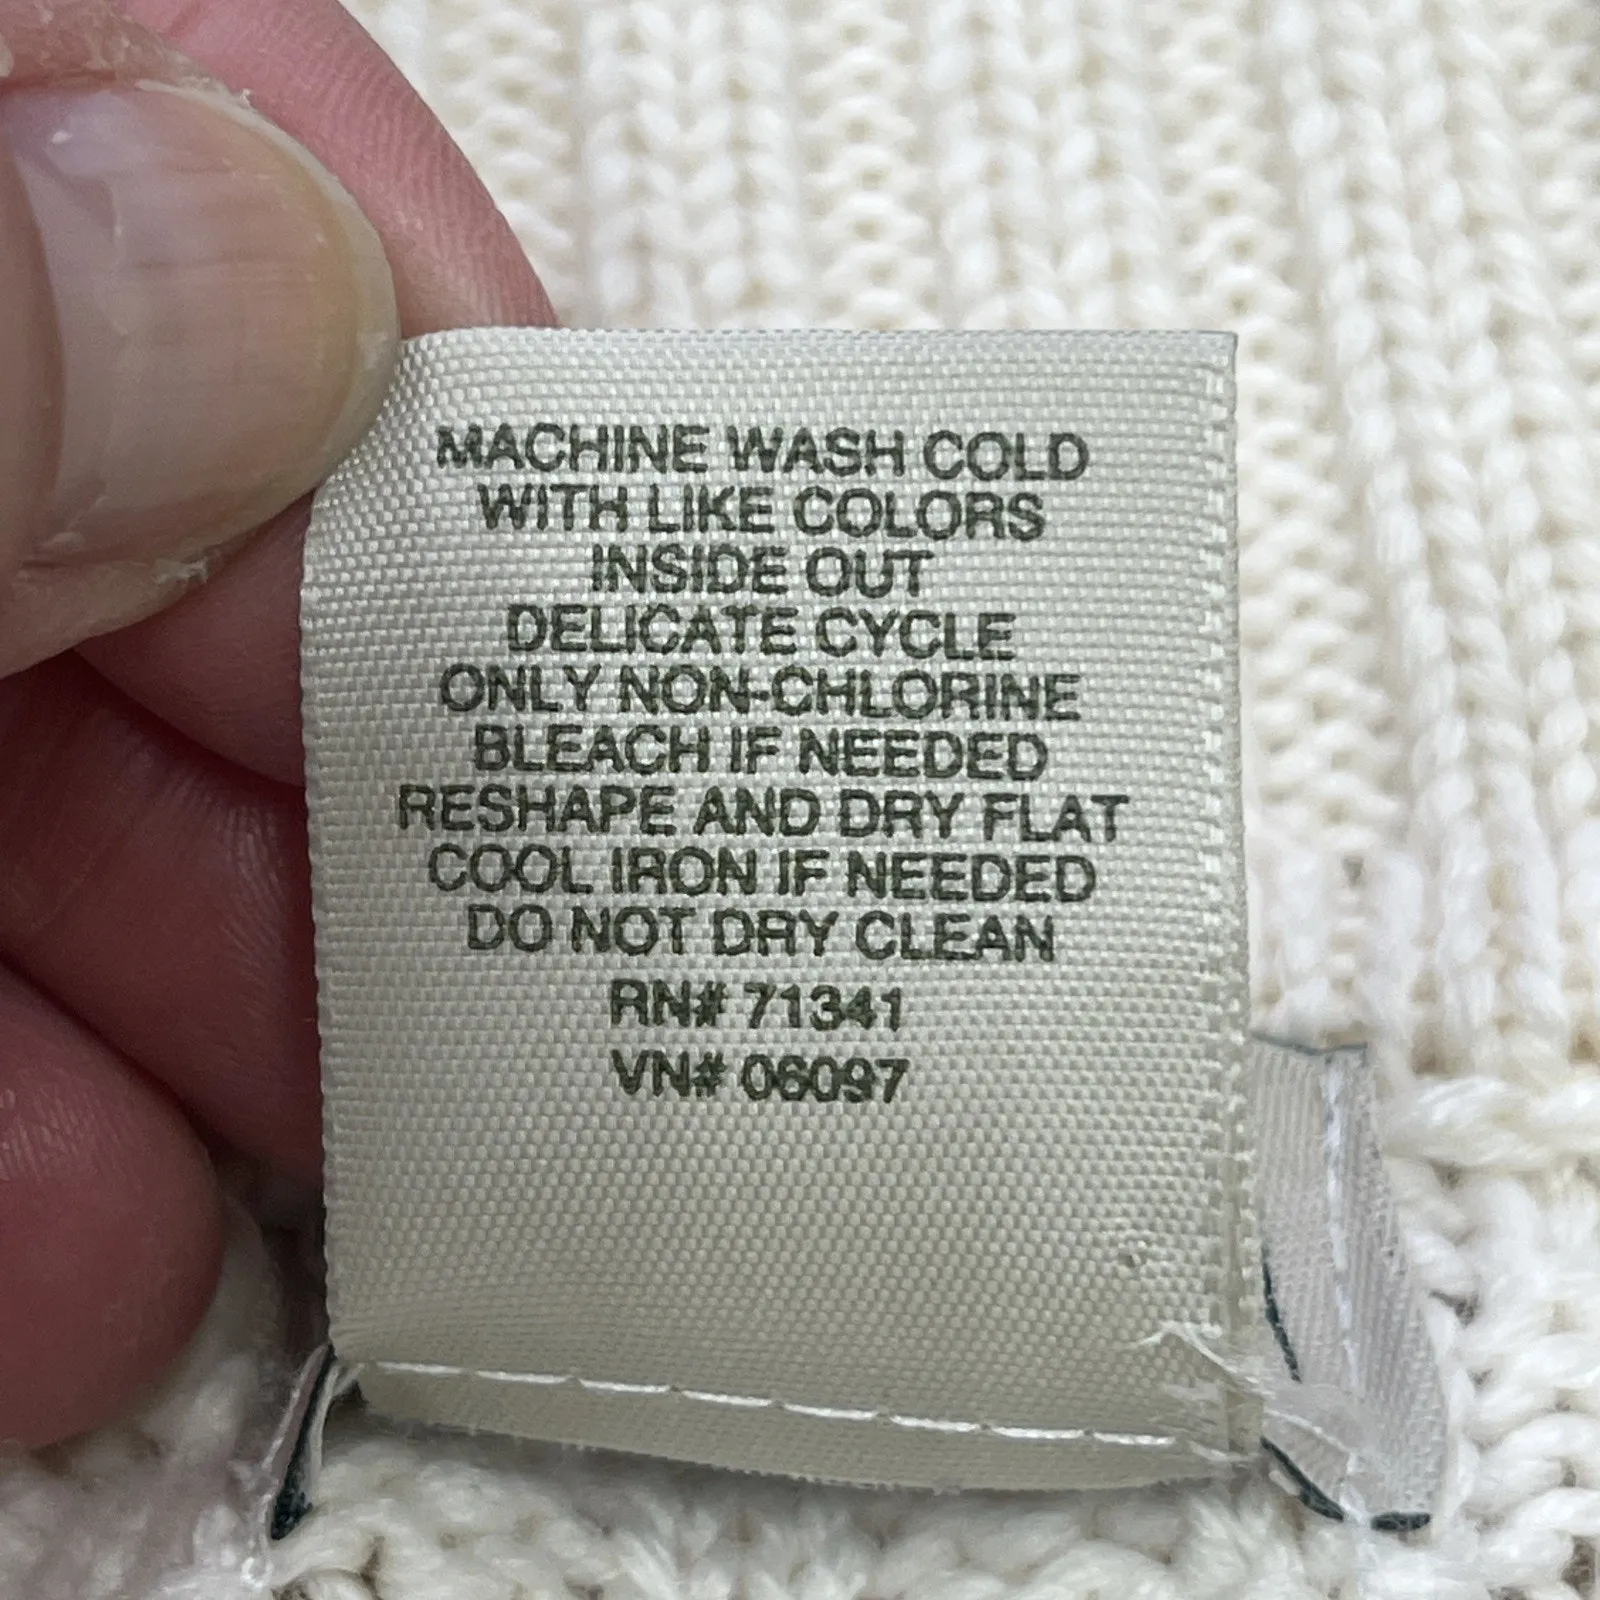 MACHINE WASH COLD
WITH LIKE COLORS
INSIDE OUT
DELICATE CYCLE
ONLY NON-CHLORINE
BLEACH IF NEEDED
RESHAPE AND DRY FLAT
COOL IRON IF NEEDED
DO NOT DRY CLEAN
RN# 71341
VN# 06097